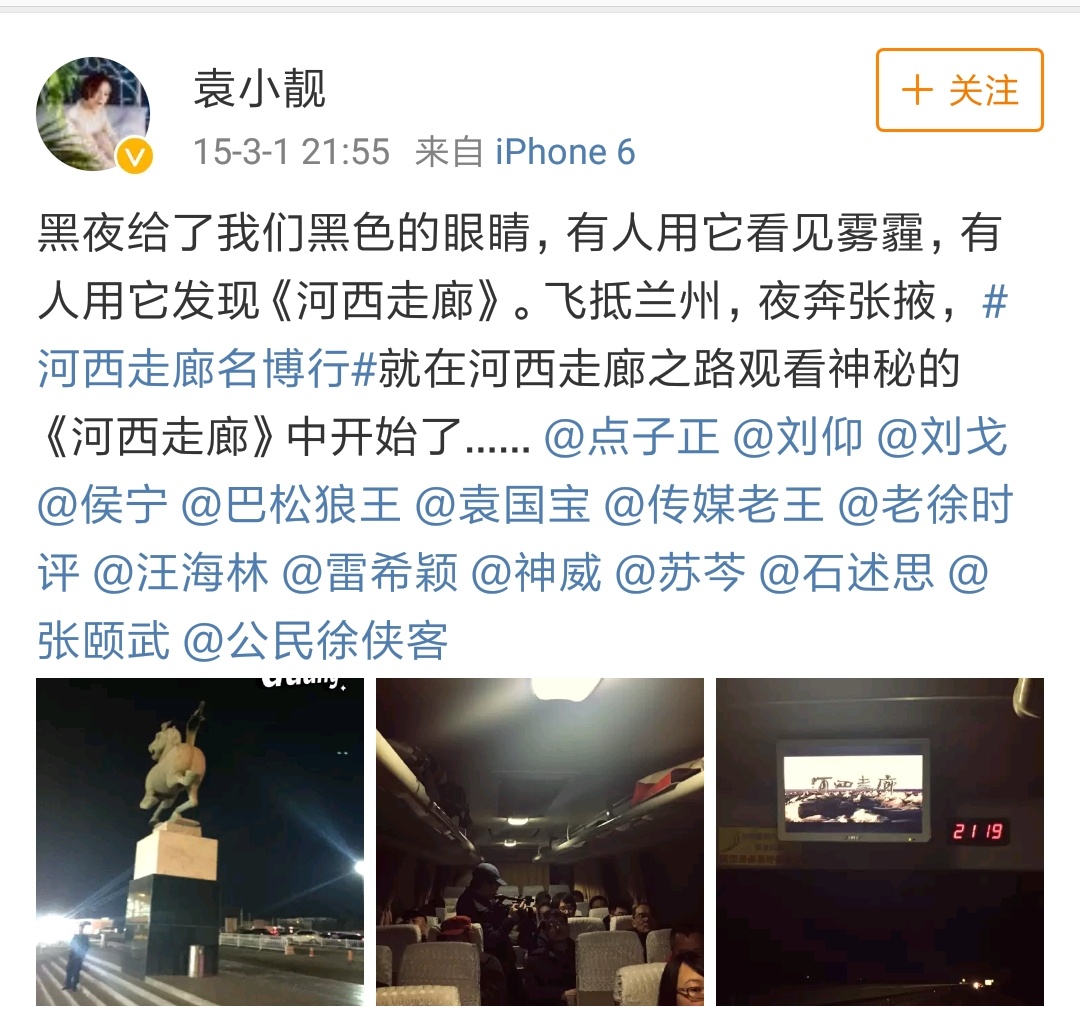 袁小靓
+ 关注
15-3-1 21:55 来自 iPhone 6
黑夜给了我们黑色的眼睛，有人用它看见雾霾，有
人用它发现《河西走廊》。飞抵兰州，夜奔张掖，#
河西走廊名博行#就在河西走廊之路观看神秘的
《河西走廊》中开始了...... @点子正 @刘仰 @刘戈
@侯宁 @巴松狼王 @袁国宝 @传媒老王 @老徐时
评 @汪海林 @雷希颖 @神威 @苏芩 @石述思 @
张颐武 @公民徐侠客
河西走廊
2119